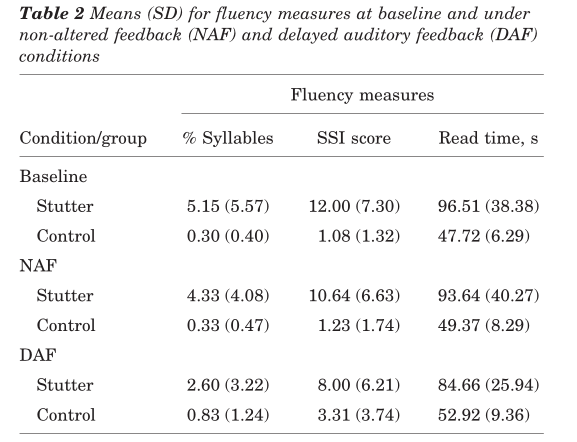 Table 2 Means (SD) for fluency measures at baseline and under
non-altered feedback (NAF) and delayed auditory feedback (DAF)
conditions
Fluency measures
Condition/group % Syllables SSI score Read time, s
Baseline
Stutter 5.15 (5.57) 12.00 (7.30) 96.51 (38.38)
Control 0.30 (0.40) 1.08 (1.32) 47.72 (6.29)
NAF
Stutter 4.33 (4.08) 10.64 (6.63) 93.64 (40.27)
Control 0.33 (0.47) 1.23 (1.74) 49.37 (8.29)
DAF
Stutter 2.60 (3.22) 8.00 (6.21) 84.66 (25.94)
Control 0.83 (1.24) 3.31 (3.74) 52.92 (9.36)